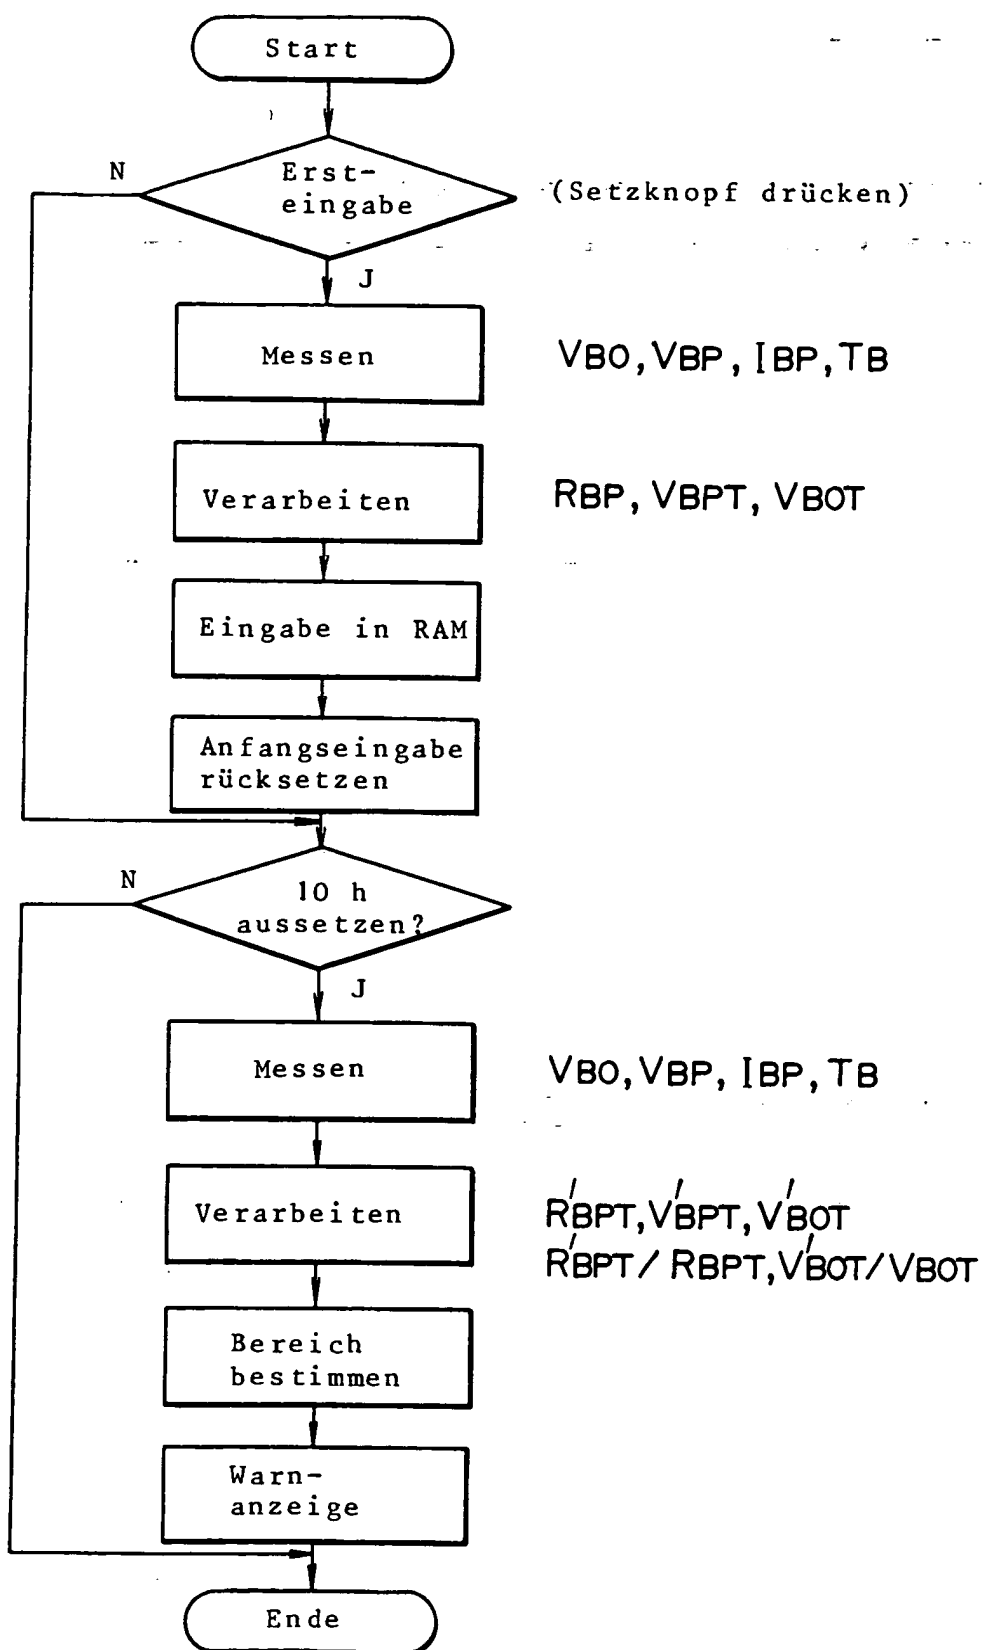 Start
N
Erst-
eingabe
(Setzknopf drücken)
J
Messen
VBO, VBP, IBP, TB
Verarbeiten
RBP, VBPT, VBOT
Eingabe in RAM
Anfangseingabe
rücksetzen
N
10 h
aussetzen?
J
Messen
VBO, VBP, IBP, TB
Verarbeiten
R'BPT, V'BPT, V'BOT
R'BPT / RBPT, V'BOT / VBOT
Bereich
bestimmen
Warn-
anzeige
Ende